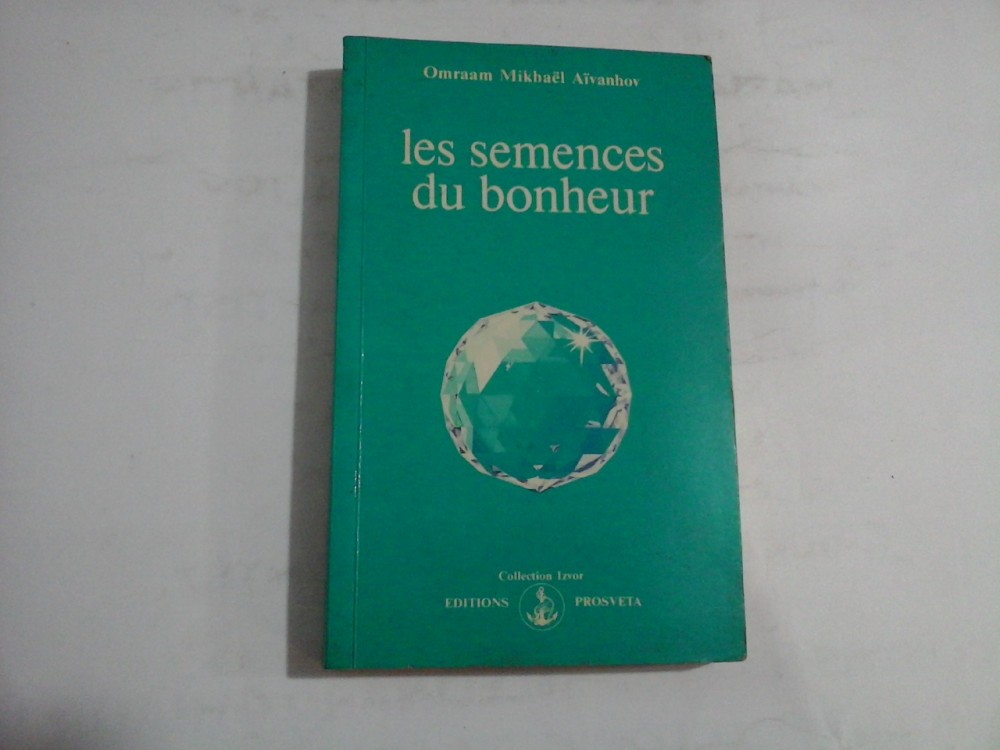 Omraam Mikhaël Aïvanhov
les semences
du bonheur
Collection Izvor
EDITIONS PROSVETA